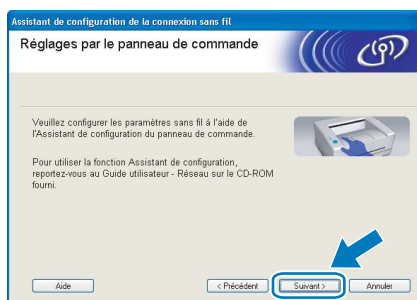 Assistant de configuration de la connexion sans fil
Réglages par le panneau de commande
Veuillez configurer les paramètres sans fil à l'aide de
l'Assistant de configuration du panneau de commande.
Pour utiliser la fonction Assistant de configuration,
reportez-vous au Guide utilisateur - Réseau sur le CD-ROM
fourni.
Aide
< Précédent
Suivant >
Annuler